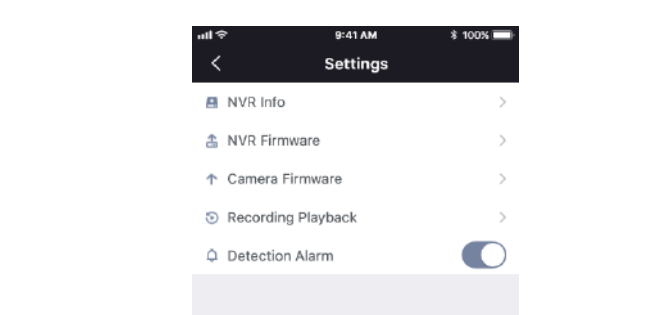 9:41 AM
100%
Settings
NVR Info
NVR Firmware
Camera Firmware
Recording Playback
Detection Alarm